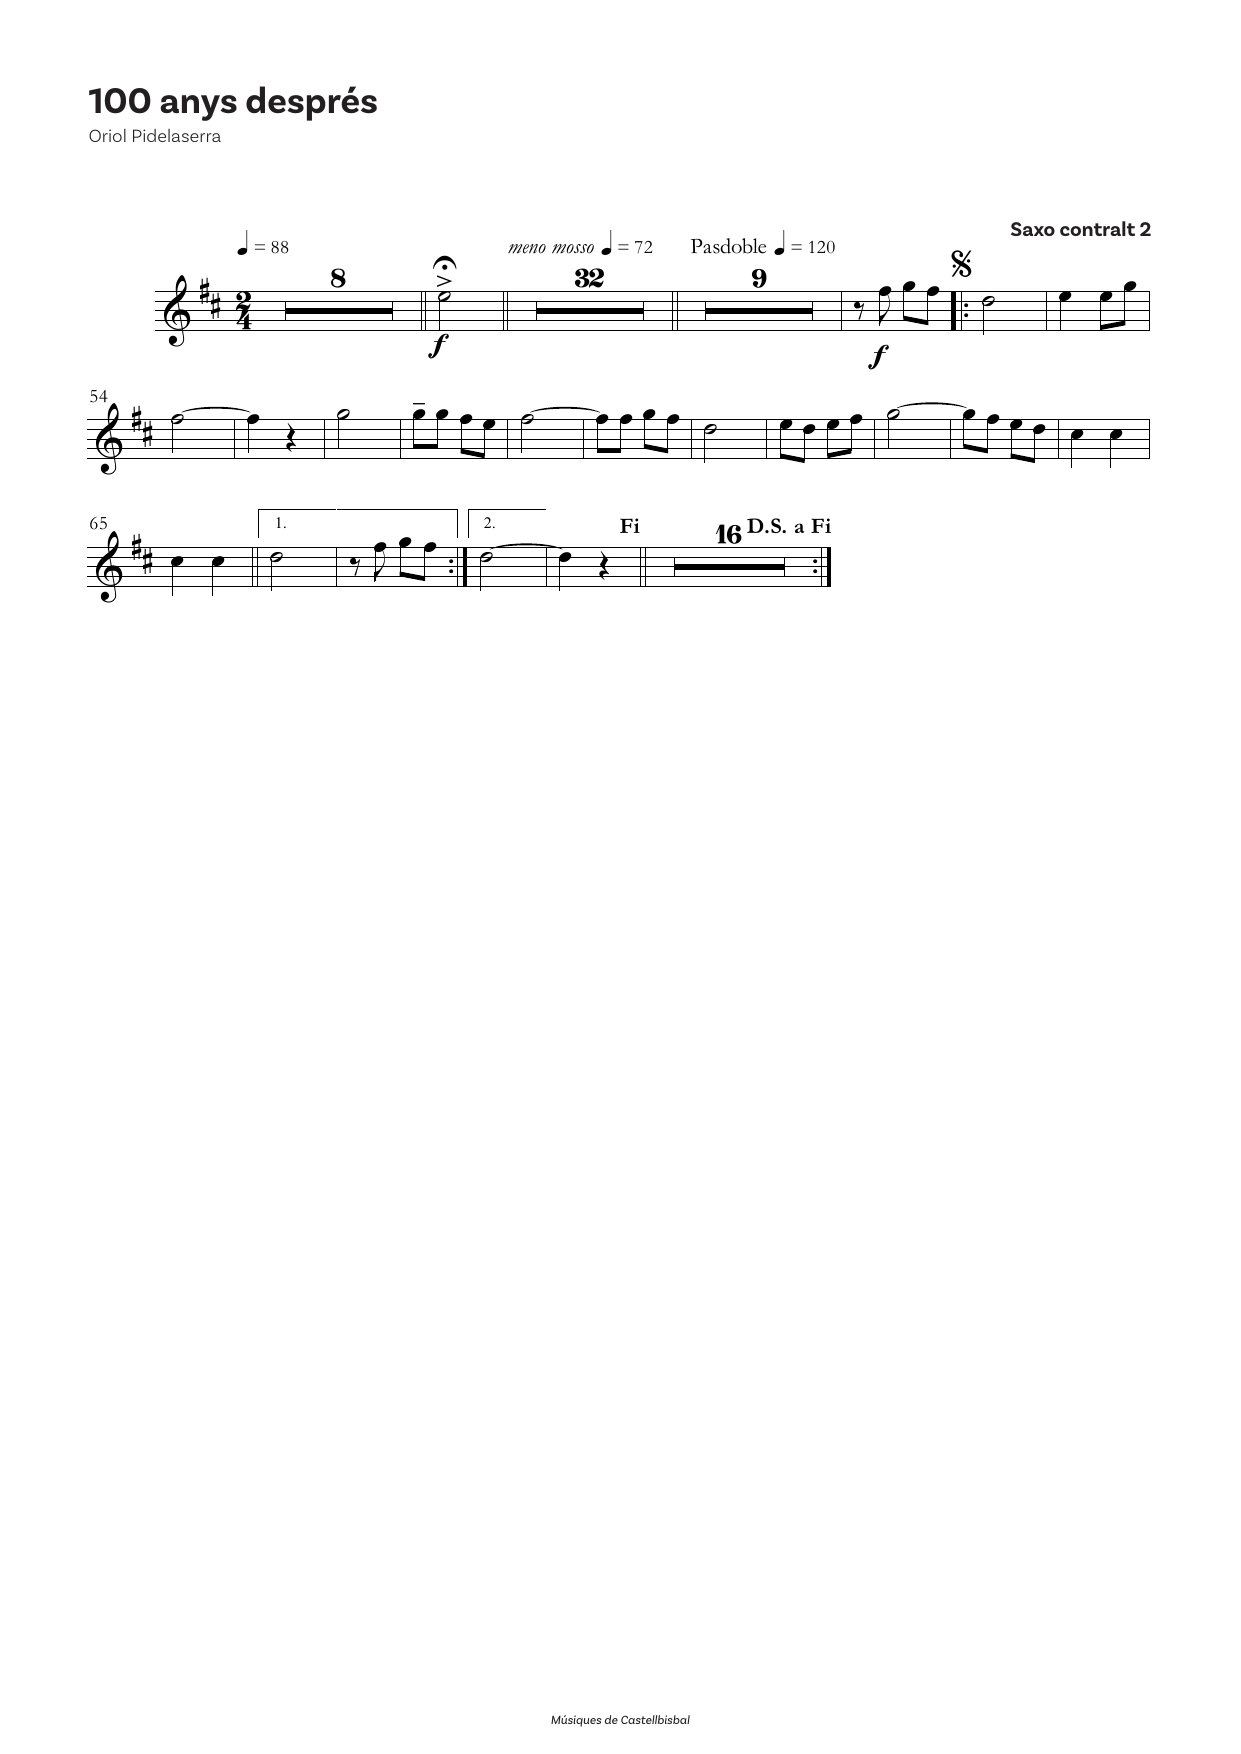 100 anys després
Oriol Pidelaserra
Saxo contralt 2
= 88
meno mosso = 72
Pasdoble = 120
8
32
9
2
4
f
f
54
65
1.
2.
Fi
16
D.S. a Fi
Músiques de Castellbisbal